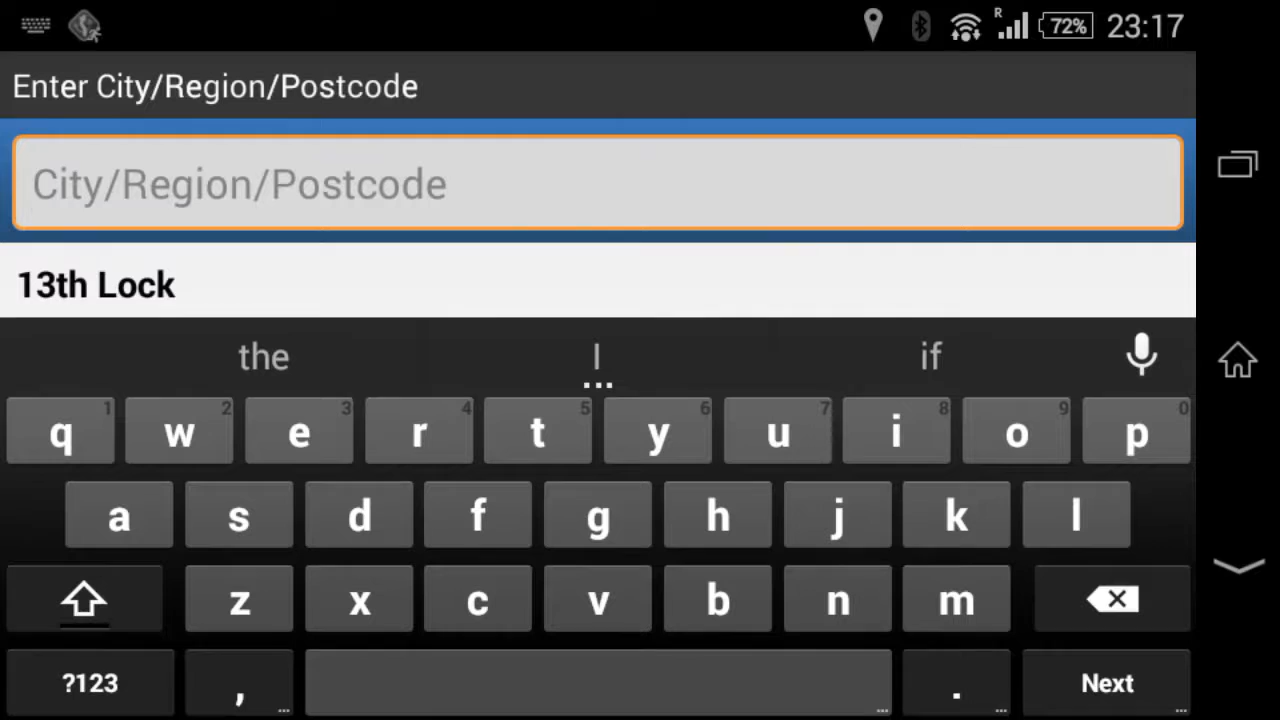 R 72% 23:17
Enter City/Region/Postcode
City/Region/Postcode
13th Lock
the I if
q 1 w 2 e 3 r 4 t 5 y 6 u 7 i 8 o 9 p 0
a s d f g h j k l
z x c v b n m
?123 , . Next